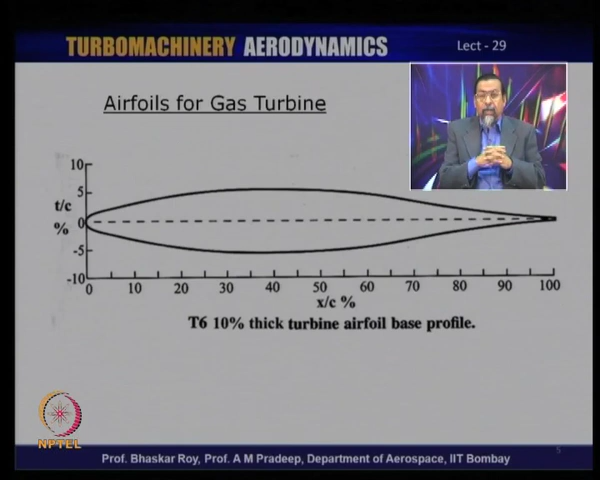 TURBOMACHINERY AERODYNAMICS
Lect - 29
Airfoils for Gas Turbine
10
5
t/c
%
0
-5
-10
0 10 20 30 40 50 60 70 80 90 100
x/c %
T6 10% thick turbine airfoil base profile.
NPTEL
5
Prof. Bhaskar Roy, Prof. A M Pradeep, Department of Aerospace, IIT Bombay